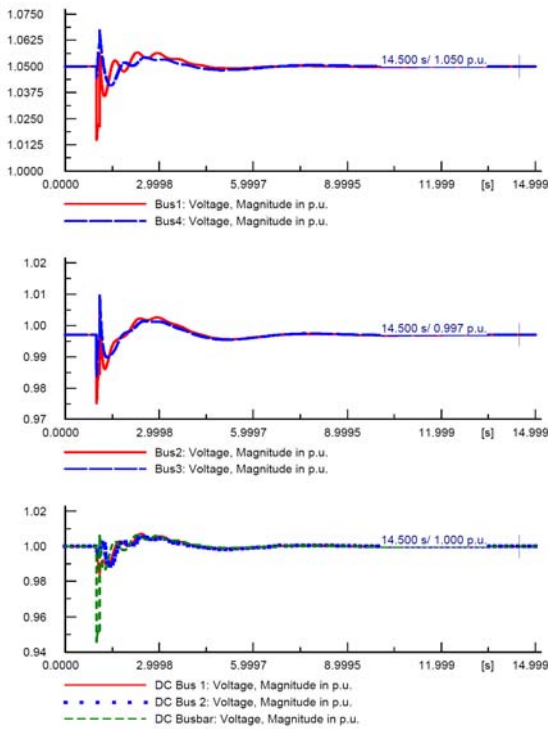 1.0750
1.0625
1.0500
1.0375
1.0250
1.0125
1.0000
14.500 s/ 1.050 p.u.
0.0000 2.9998 5.9997 8.9995 11.999 [s] 14.999
Bus1: Voltage, Magnitude in p.u.
Bus4: Voltage, Magnitude in p.u.
1.02
1.01
1.00
0.99
0.98
0.97
14.500 s/ 0.997 p.u.
0.0000 2.9998 5.9997 8.9995 11.999 [s] 14.999
Bus2: Voltage, Magnitude in p.u.
Bus3: Voltage, Magnitude in p.u.
1.00
0.98
0.96
0.94
14.500 s/ 1.000 p.u.
0.0000 2.9998 5.9997 8.9995 11.999 [s] 14.999
DC Bus 1: Voltage, Magnitude in p.u.
DC Bus 2: Voltage, Magnitude in p.u.
DC Busbar: Voltage, Magnitude in p.u.